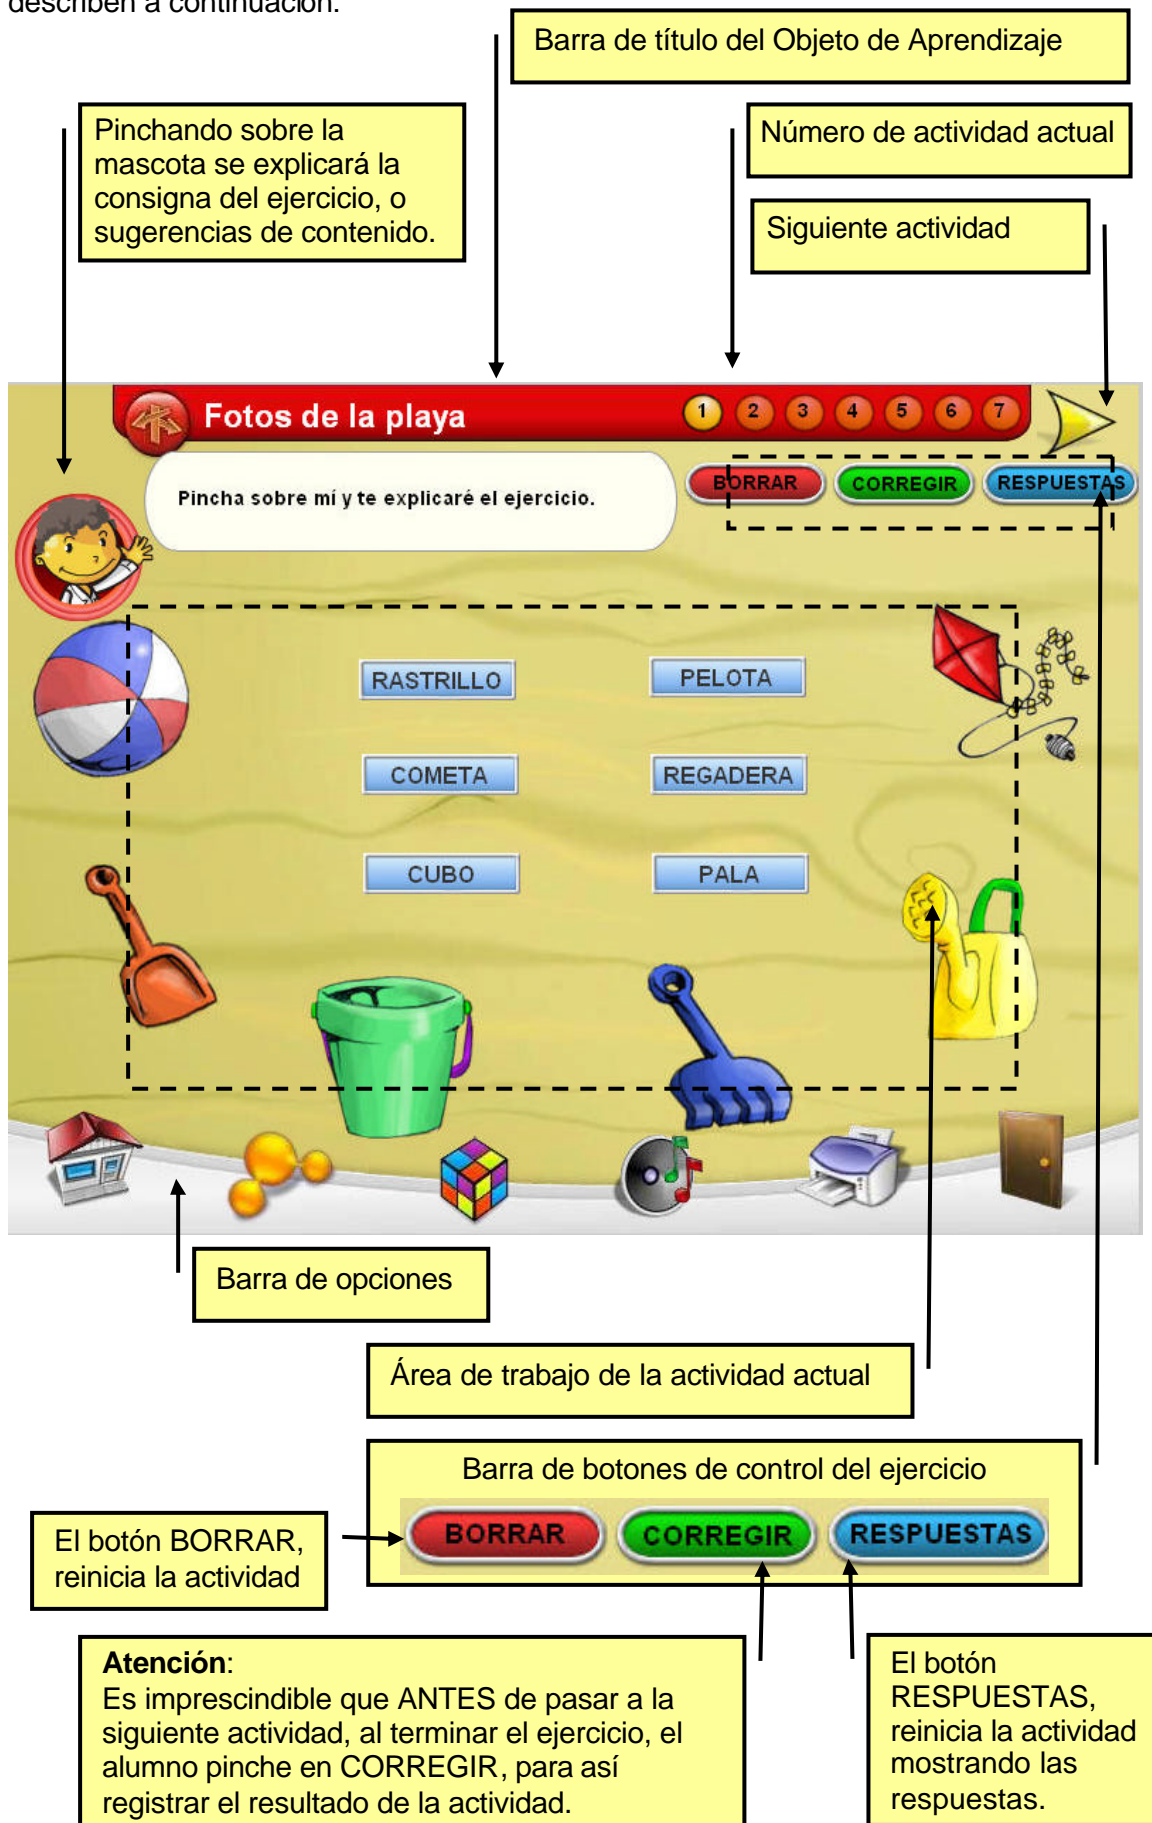 describen a continuación.
Barra de título del Objeto de Aprendizaje
Pinchando sobre la
mascota se explicará la
consigna del ejercicio, o
sugerencias de contenido.
Número de actividad actual
Siguiente actividad
Fotos de la playa
1 2 3 4 5 6 7
Pincha sobre mí y te explicaré el ejercicio.
BORRAR CORREGIR RESPUESTAS
RASTRILLO PELOTA
COMETA REGADERA
CUBO PALA
Barra de opciones
Área de trabajo de la actividad actual
Barra de botones de control del ejercicio
BORRAR CORREGIR RESPUESTAS
El botón BORRAR,
reinicia la actividad
Atención:
Es imprescindible que ANTES de pasar a la
siguiente actividad, al terminar el ejercicio, el
alumno pinche en CORREGIR, para así
registrar el resultado de la actividad.
El botón
RESPUESTAS,
reinicia la actividad
mostrando las
respuestas.